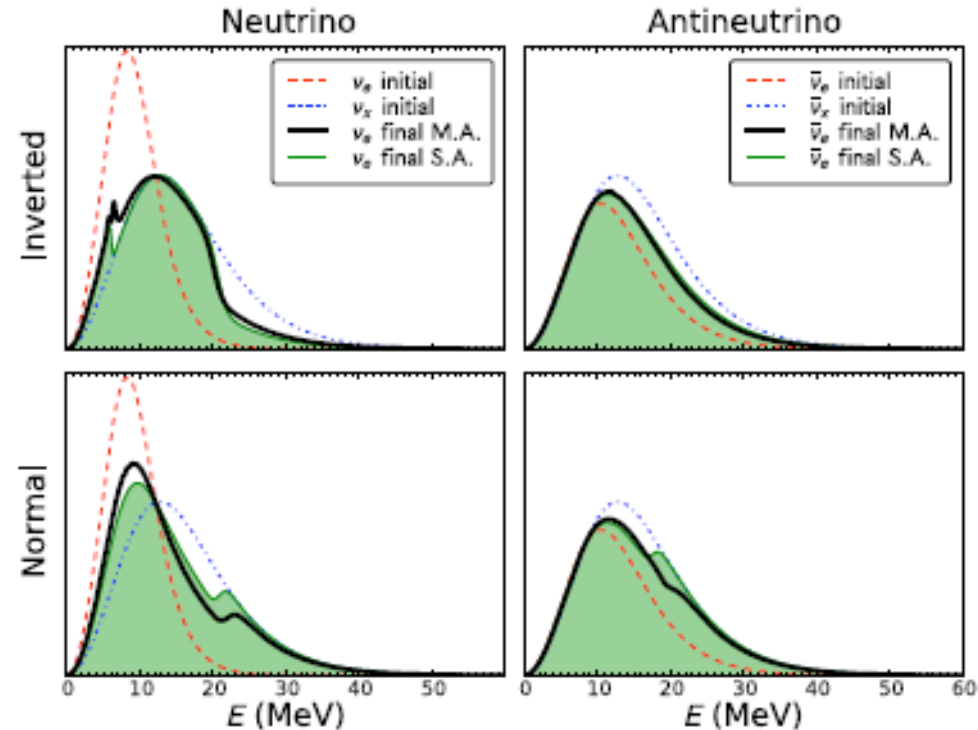 Neutrino
Antineutrino
Inverted
νₑ initial
νₓ initial
νₑ final M.A.
νₑ final S.A.
ν̄ₑ initial
ν̄ₓ initial
ν̄ₑ final M.A.
ν̄ₑ final S.A.
Normal
0 10 20 30 40 50
0 10 20 30 40 50 60
E (MeV)
E (MeV)